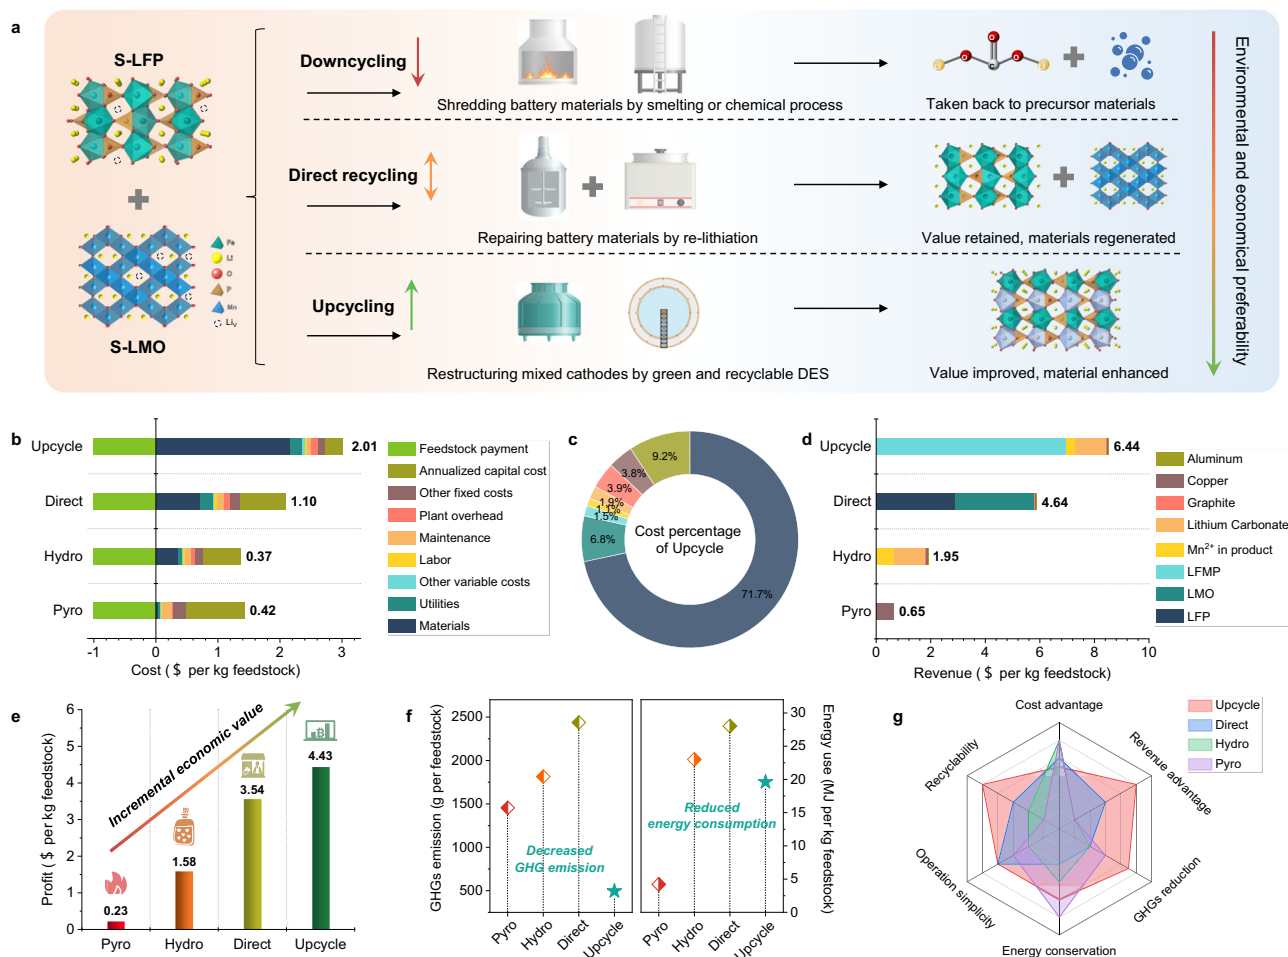 a
S-LFP
S-LMO
Fe
Li
O
P
Mn
Liv
Downcycling
Shredding battery materials by smelting or chemical process
Li
O
C
O
O
Li
Taken back to precursor materials
Direct recycling
Repairing battery materials by re-lithiation
Value retained, materials regenerated
Upcycling
Restructuring mixed cathodes by green and recyclable DES
Value improved, material enhanced
Environmental and economical preferability
b
Upcycle
2.01
Direct
1.10
Hydro
0.37
Pyro
0.42
-1 0 1 2 3
Cost ( $ per kg feedstock)
Feedstock payment
Annualized capital cost
Other fixed costs
Plant overhead
Maintenance
Labor
Other variable costs
Utilities
Materials
c
9.2%
3.8%
3.9%
1.9%
1.1%
1.5%
6.8%
71.7%
Cost percentage
of Upcycle
d
Upcycle
6.44
Direct
4.64
Hydro
1.95
Pyro
0.65
0 2 4 6 8 10
Revenue ( $ per kg feedstock)
Aluminum
Copper
Graphite
Lithium Carbonate
Mn2+ in product
LFMP
LMO
LFP
e
Profit ( $ per kg feedstock)
6
5
4
3
2
1
0
Incremental economic value
0.23
1.58
3.54
4.43
Pyro Hydro Direct Upcycle
f
GHGs emission (g per feedstock)
2500
2250
2000
1750
1500
1250
1000
750
500
Decreased
GHG emission
Pyro Hydro Direct Upcycle
Reduced
energy consumption
Pyro Hydro Direct Upcycle
30
25
20
15
10
5
0
Energy use (MJ per kg feedstock)
g
Upcycle
Direct
Hydro
Pyro
Cost advantage
Revenue advantage
GHGs reduction
Energy conservation
Operation simplicity
Recyclability